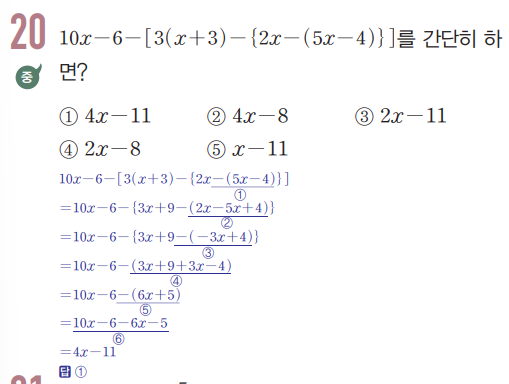 20
10x-6-[3(x+3)-{2x-(5x-4)}]를 간단히 하
중
면?
① 4x-11 ② 4x-8 ③ 2x-11
④ 2x-8 ⑤ x-11
10x-6-[3(x+3)-{2x-(5x-4)}]
①
=10x-6-{3x+9-(2x-5x+4)}
②
=10x-6-{3x+9-(-3x+4)}
③
=10x-6-(3x+9+3x-4)
④
=10x-6-(6x+5)
⑤
=10x-6-6x-5
⑥
=4x-11
답 ①